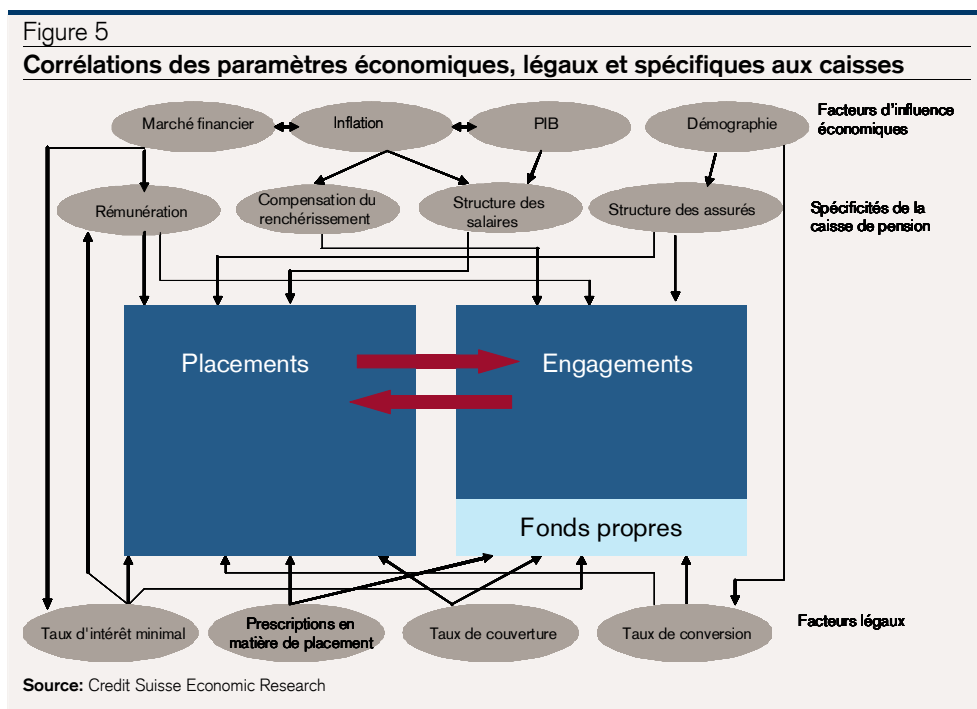 Figure 5
Corrélations des paramètres économiques, légaux et spécifiques aux caisses
Marché financier
Inflation
PIB
Démographie
Facteurs d'influence
économiques
Rémunération
Compensation du
renchérissement
Structure des
salaires
Structure des assurés
Spécificités de la
caisse de pension
Placements
Engagements
Fonds propres
Taux d'intérêt minimal
Prescriptions en
matière de placement
Taux de couverture
Taux de conversion
Facteurs légaux
Source: Credit Suisse Economic Research